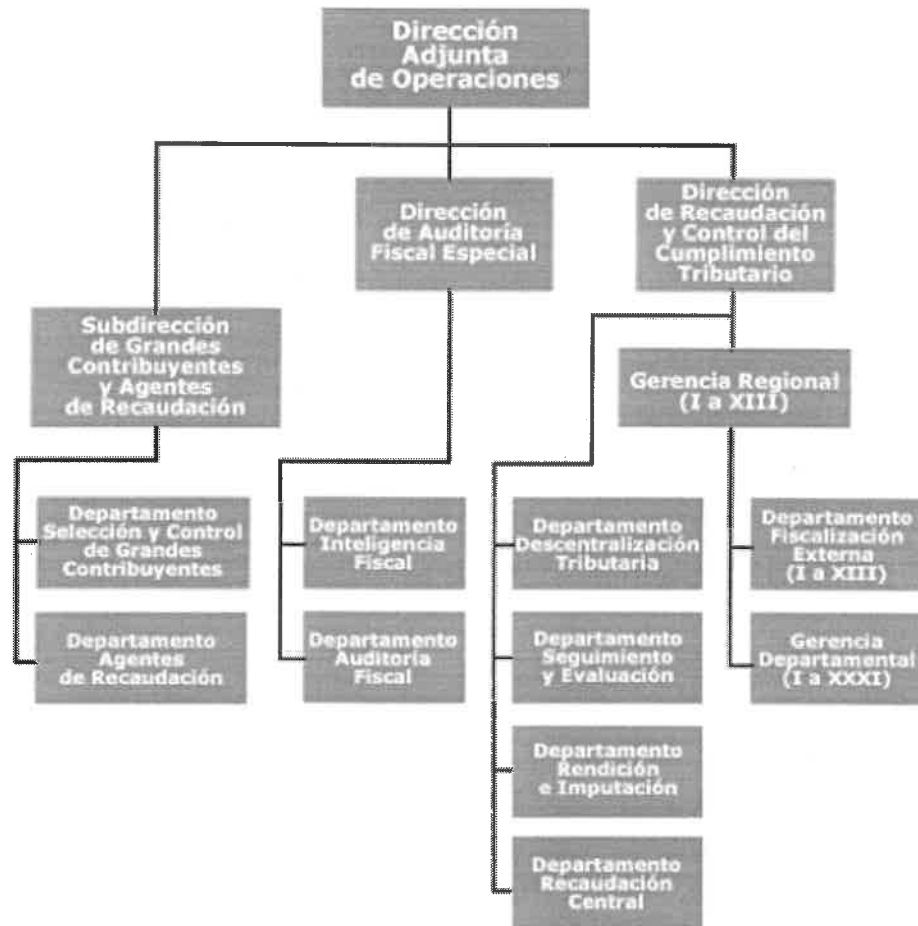 Dirección
Adjunta
de Operaciones
Dirección
de Auditoría
Fiscal Especial
Dirección
de Recaudación
y Control del
Cumplimiento
Tributario
Subdirección
de Grandes
Contribuyentes
y Agentes
de Recaudación
Gerencia Regional
(I a XIII)
Departamento
Selección y Control
de Grandes
Contribuyentes
Departamento
Agentes
de Recaudación
Departamento
Inteligencia
Fiscal
Departamento
Auditoría
Fiscal
Departamento
Descentralización
Tributaria
Departamento
Seguimiento
y Evaluación
Departamento
Rendición
e Imputación
Departamento
Recaudación
Central
Departamento
Fiscalización
Externa
(I a XIII)
Gerencia
Departamental
(I a XXXI)